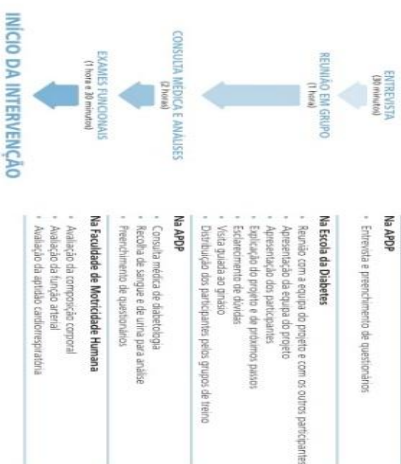 ENTREVISTA
(30 minutos)
Na APDP
• Entrevista e preenchimento de questionários
REUNIÃO EM GRUPO
(1 hora)
Na Escola da Diabetes
• Reunião com a equipa do projeto e com os outros participantes
• Apresentação da equipa do projeto
• Apresentação dos participantes
• Explicação do projeto e de próximos passos
• Esclarecimento de dúvidas
• Visita guiada ao ginásio
• Distribuição dos participantes pelos grupos de treino
CONSULTA MÉDICA E ANÁLISES
(2 horas)
Na APDP
• Consulta médica de diabetologia
• Recolha de sangue e de urina para análise
• Preenchimento de questionários
EXAMES FUNCIONAIS
(1 hora e 30 minutos)
Na Faculdade de Motricidade Humana
• Avaliação da composição corporal
• Avaliação da função arterial
• Avaliação da aptidão cardiorrespiratória
INÍCIO DA INTERVENÇÃO